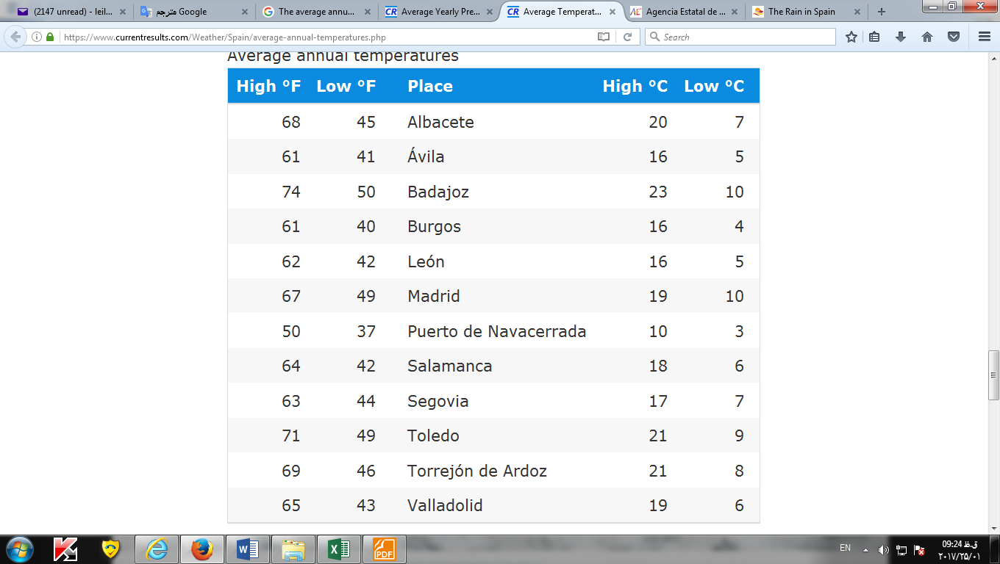 (2147 unread) - leil...
مترجم Google
The average annu...
CR Average Yearly Pre...
CR Average Temperat...
AE Agencia Estatal de ...
The Rain in Spain
https://www.currentresults.com/Weather/Spain/average-annual-temperatures.php
Search
Average annual temperatures
High °F Low °F Place High °C Low °C
68 45 Albacete 20 7
61 41 Ávila 16 5
74 50 Badajoz 23 10
61 40 Burgos 16 4
62 42 León 16 5
67 49 Madrid 19 10
50 37 Puerto de Navacerrada 10 3
64 42 Salamanca 18 6
63 44 Segovia 17 7
71 49 Toledo 21 9
69 46 Torrejón de Ardoz 21 8
65 43 Valladolid 19 6
PDF
EN
09:24 ق.ظ
۲۰۱۷/۲۵/۰۱